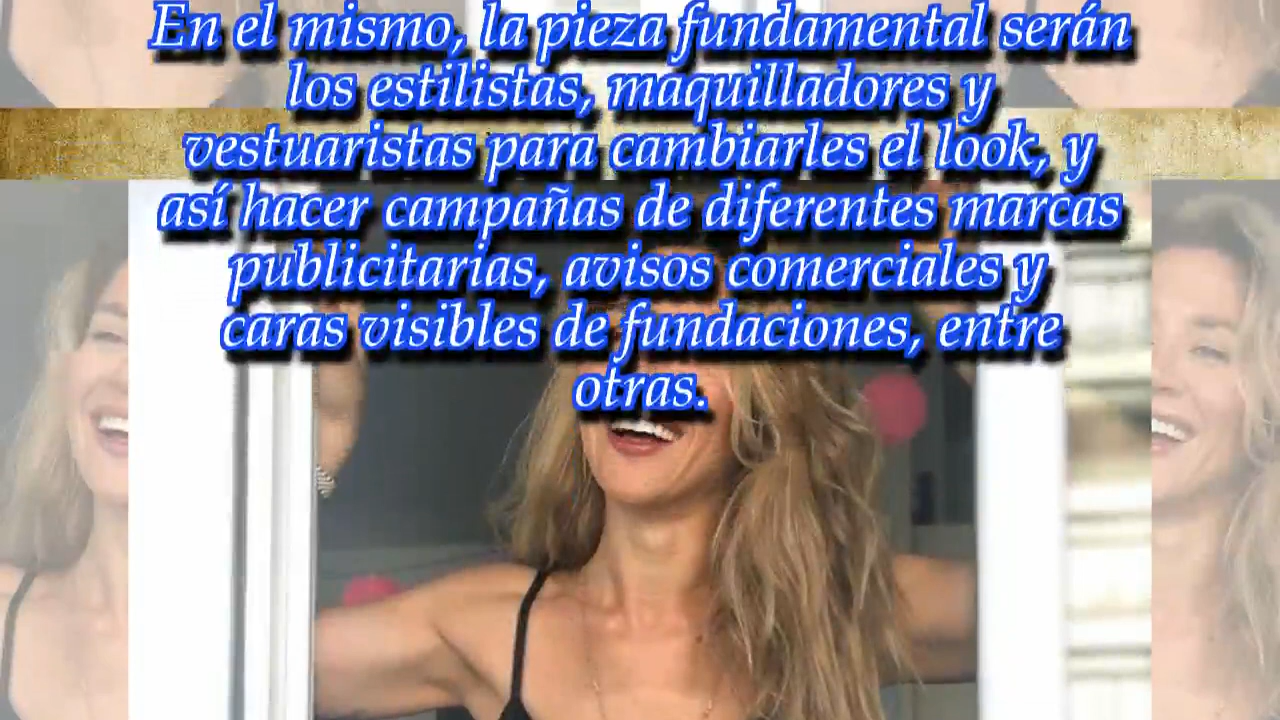 En el mismo, la pieza fundamental serán
los estilistas, maquilladores y
vestuaristas para cambiarles el look, y
así hacer campañas de diferentes marcas
publicitarias, avisos comerciales y
caras visibles de fundaciones, entre
otras.